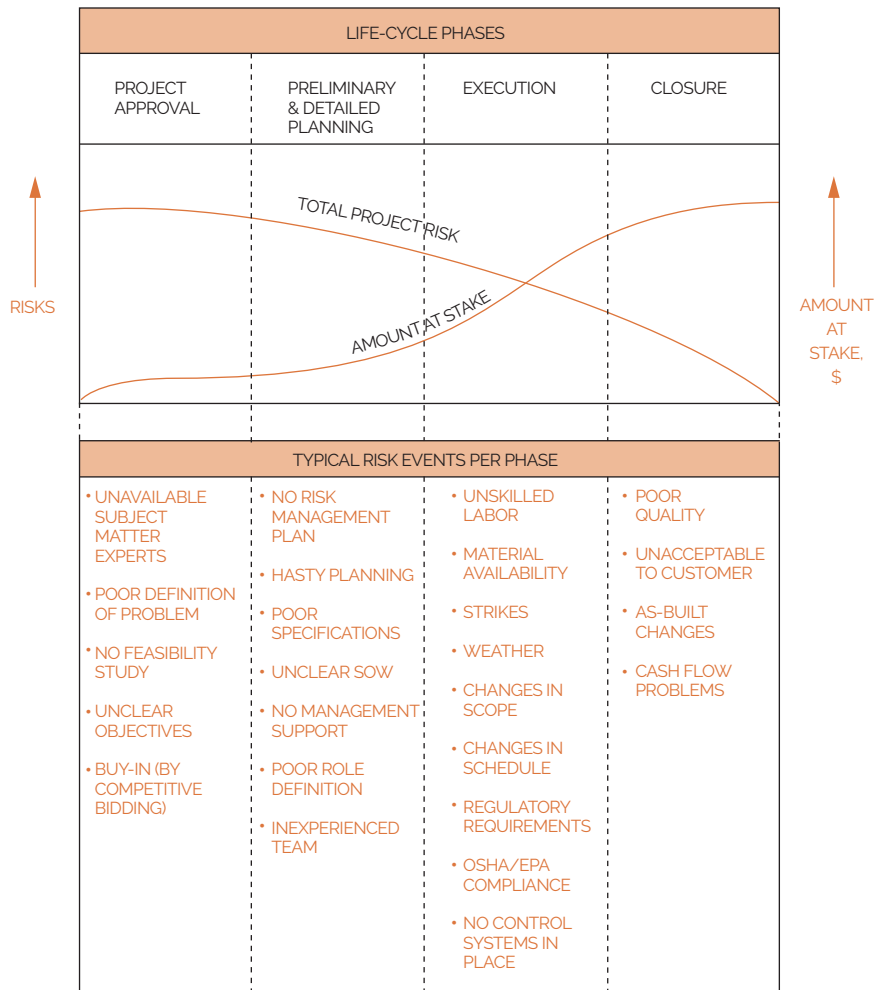 LIFE-CYCLE PHASES
PROJECT
APPROVAL
PRELIMINARY
& DETAILED
PLANNING
EXECUTION
CLOSURE
RISKS
TOTAL PROJECT RISK
AMOUNT AT STAKE
AMOUNT
AT
STAKE,
$
TYPICAL RISK EVENTS PER PHASE
• UNAVAILABLE
SUBJECT
MATTER
EXPERTS
• POOR DEFINITION
OF PROBLEM
• NO FEASIBILITY
STUDY
• UNCLEAR
OBJECTIVES
• BUY-IN (BY
COMPETITIVE
BIDDING)
• NO RISK
MANAGEMENT
PLAN
• HASTY PLANNING
• POOR
SPECIFICATIONS
• UNCLEAR SOW
• NO MANAGEMENT
SUPPORT
• POOR ROLE
DEFINITION
• INEXPERIENCED
TEAM
• UNSKILLED
LABOR
• MATERIAL
AVAILABILITY
• STRIKES
• WEATHER
• CHANGES IN
SCOPE
• CHANGES IN
SCHEDULE
• REGULATORY
REQUIREMENTS
• OSHA/EPA
COMPLIANCE
• NO CONTROL
SYSTEMS IN
PLACE
• POOR
QUALITY
• UNACCEPTABLE
TO CUSTOMER
• AS-BUILT
CHANGES
• CASH FLOW
PROBLEMS